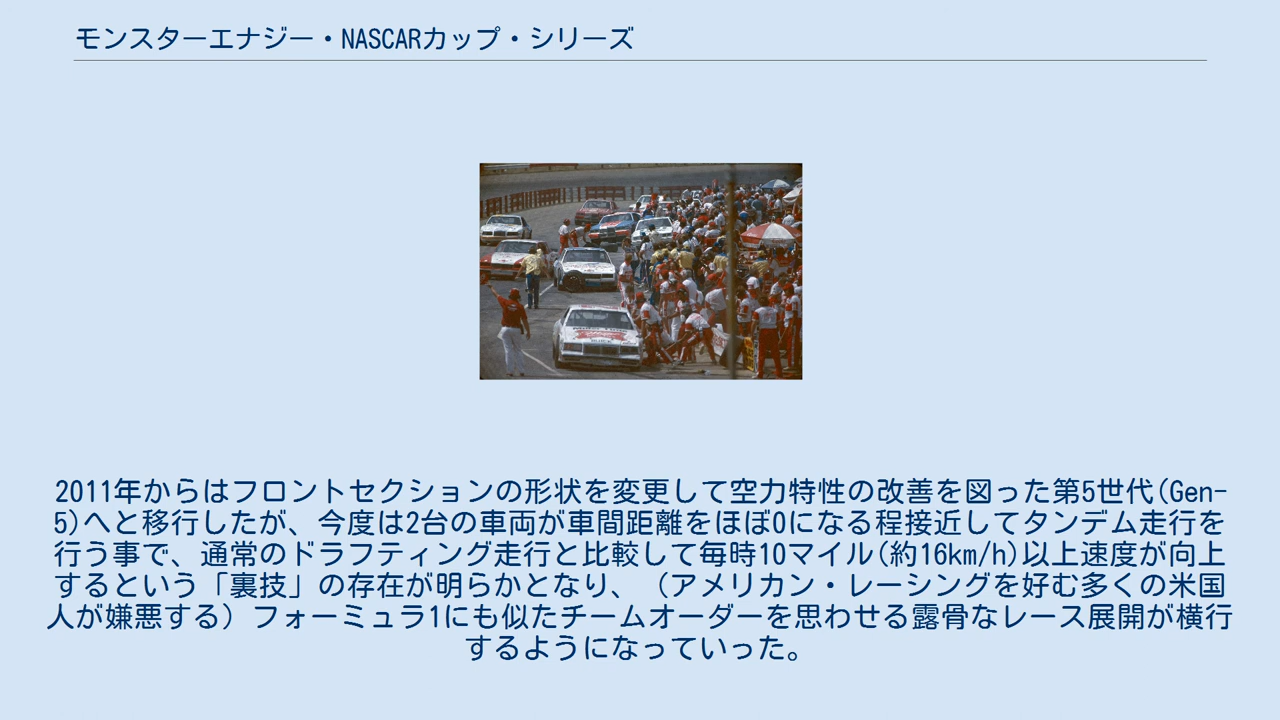 モンスターエナジー・NASCARカップ・シリーズ
2011年からはフロントセクションの形状を変更して空力特性の改善を図った第5世代(Gen-
5)へと移行したが、今度は2台の車両が車間距離をほぼ0になる程接近してタンデム走行を
行う事で、通常のドラフティング走行と比較して毎時10マイル(約16km/h)以上速度が向上
するという「裏技」の存在が明らかとなり、（アメリカン・レーシングを好む多くの米国
人が嫌悪する）フォーミュラ1にも似たチームオーダーを思わせる露骨なレース展開が横行
するようになっていった。